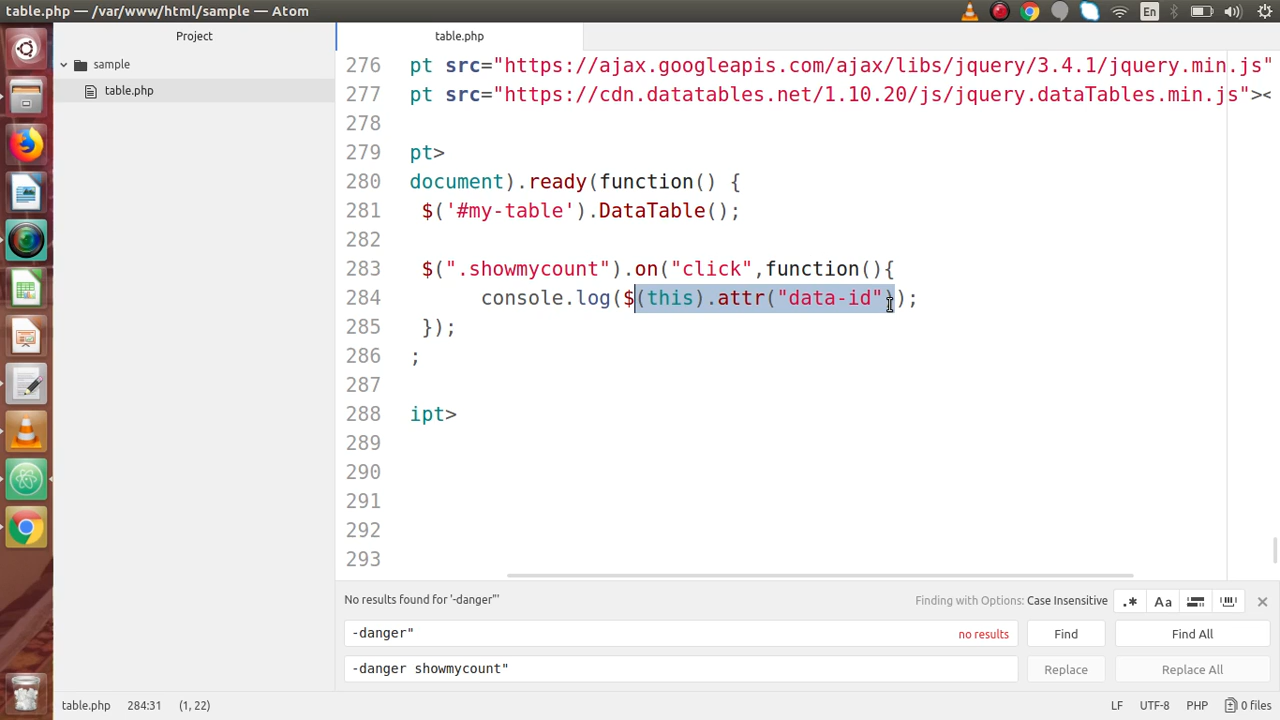 table.php — /var/www/html/sample — Atom
En
Project
sample
table.php
table.php
276 pt src="https://ajax.googleapis.com/ajax/libs/jquery/3.4.1/jquery.min.js"
277 pt src="https://cdn.datatables.net/1.10.20/js/jquery.dataTables.min.js"><
278
279 pt>
280 document).ready(function() {
281 $('#my-table').DataTable();
282
283 $(".showmycount").on("click",function(){
284 console.log($(this).attr("data-id"));
285 });
286 ;
287
288 ipt>
289
290
291
292
293
No results found for '-danger"'
Finding with Options: Case Insensitive
.* Aa
-danger" no results
Find
Find All
-danger showmycount"
Replace
Replace All
table.php 284:31 (1, 22)
LF UTF-8 PHP 0 files